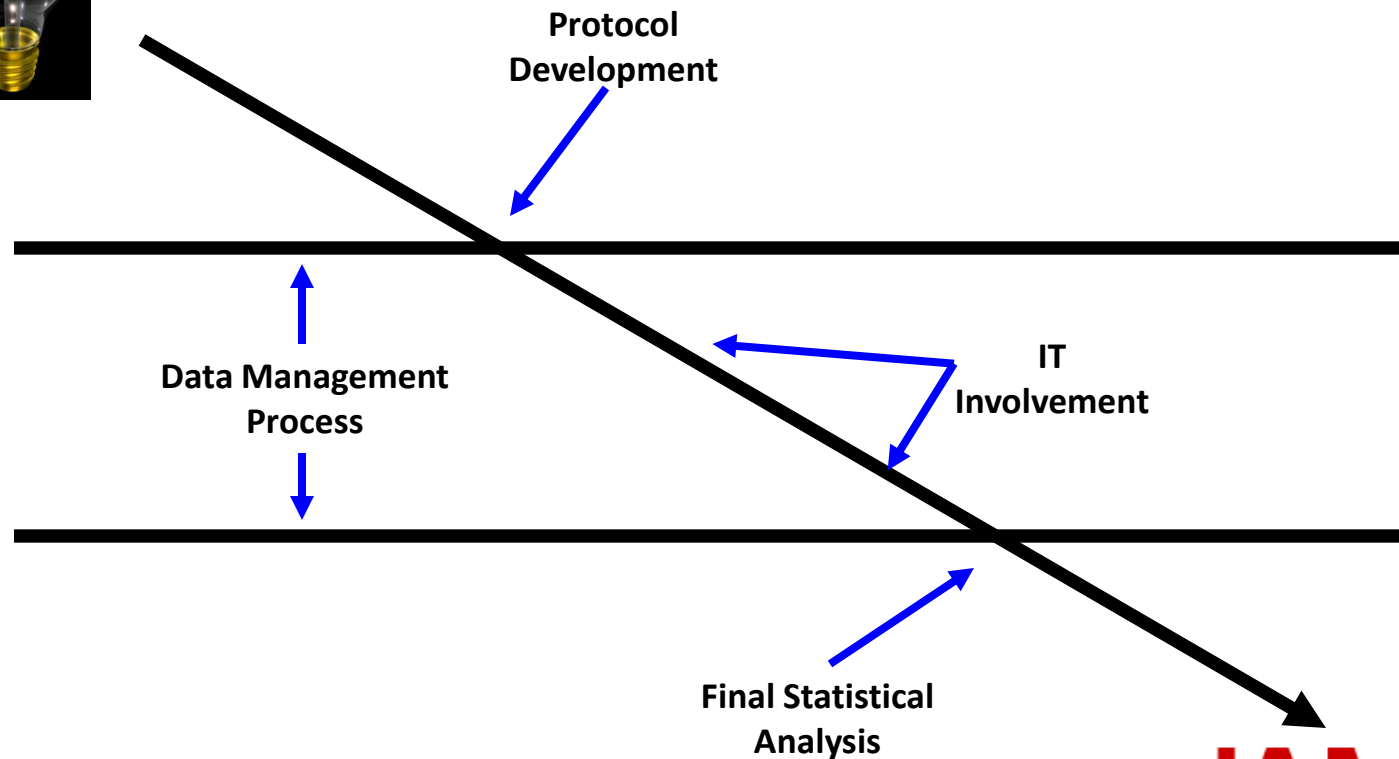 Protocol
Development
Data Management
Process
IT
Involvement
Final Statistical
Analysis